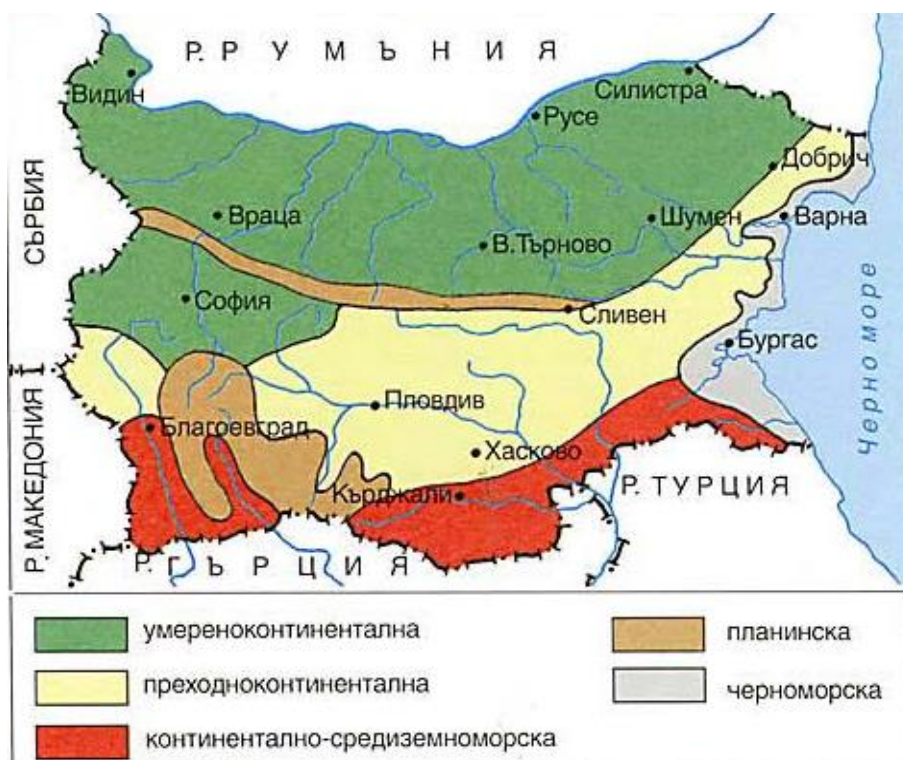 Р. Р У М Ъ Н И Я
Видин
Силистра
Русе
Добрич
СЪРБИЯ
Враца
Шумен
Варна
В.Търново
София
Сливен
Бургас
Черно море
Р. МАКЕДОНИЯ
Пловдив
Благоевград
Хасково
Кърджали
Р. ТУРЦИЯ
Р. Г Ъ Р Ц И Я
умереноконтинентална
планинска
преходноконтинентална
черноморска
континентално-средиземноморска